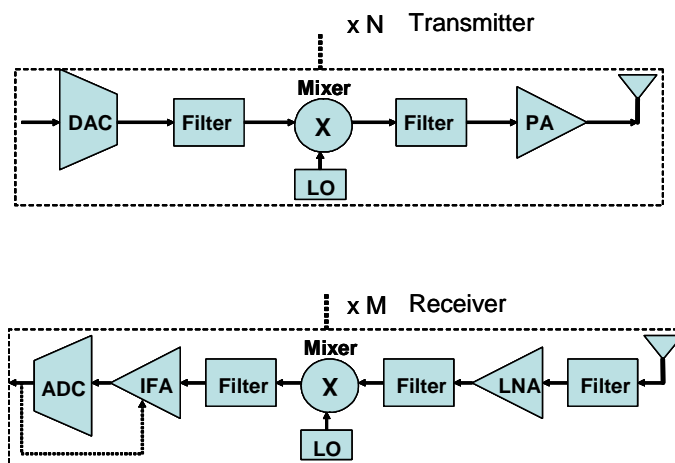 x N Transmitter
Mixer
DAC Filter X Filter PA
LO
x M Receiver
Mixer
ADC IFA Filter X Filter LNA Filter
LO